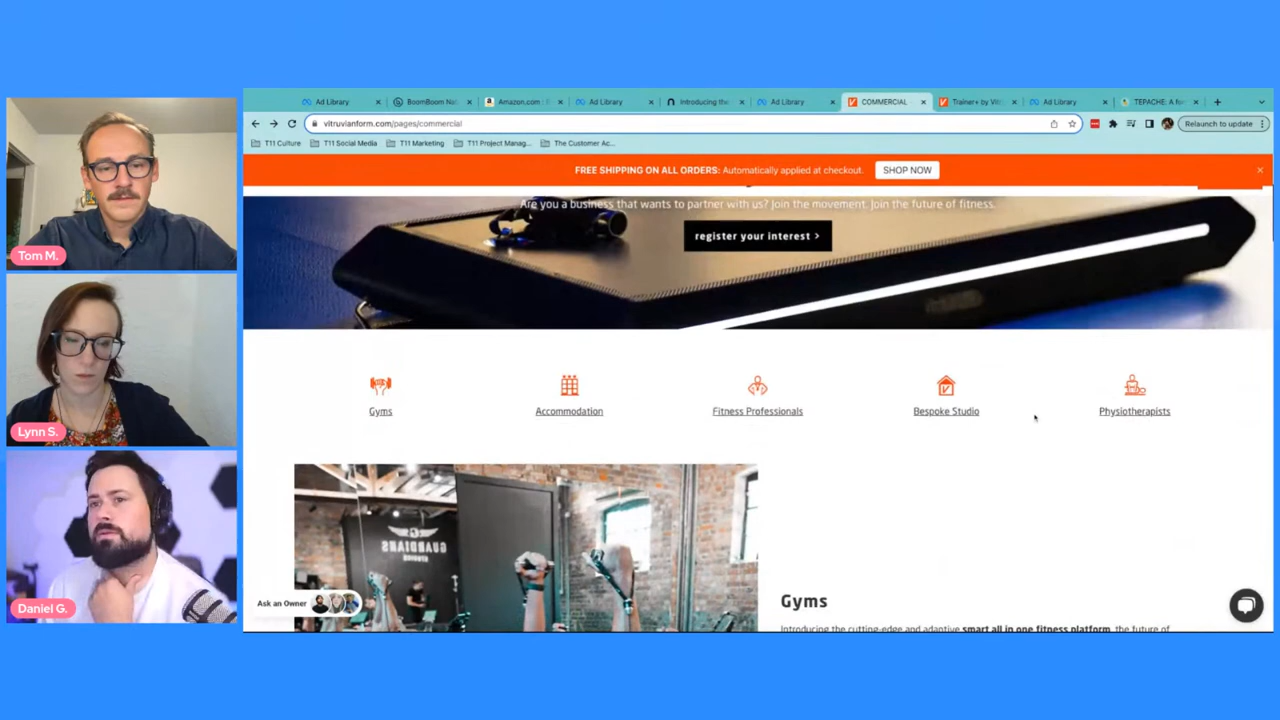 Tom M.
Lynn S.
Daniel G.
Ad Library
BoomBoom Na
Amazon.com : B
Ad Library
Introducing the
Ad Library
COMMERCIAL
Trainer+ by Vitr
Ad Library
TEPACHE: A fer
vitruvianform.com/pages/commercial
Relaunch to update
T11 Culture
T11 Social Media
T11 Marketing
T11 Project Manag...
The Customer Ac...
FREE SHIPPING ON ALL ORDERS: Automatically applied at checkout.
SHOP NOW
Are you a business that wants to partner with us? Join the movement. Join the future of fitness.
register your interest >
Gyms
Accommodation
Fitness Professionals
Bespoke Studio
Physiotherapists
GUARDIANS
Ask an Owner
Gyms
Introducing the cutting-edge and adaptive smart all in one fitness platform, the future of